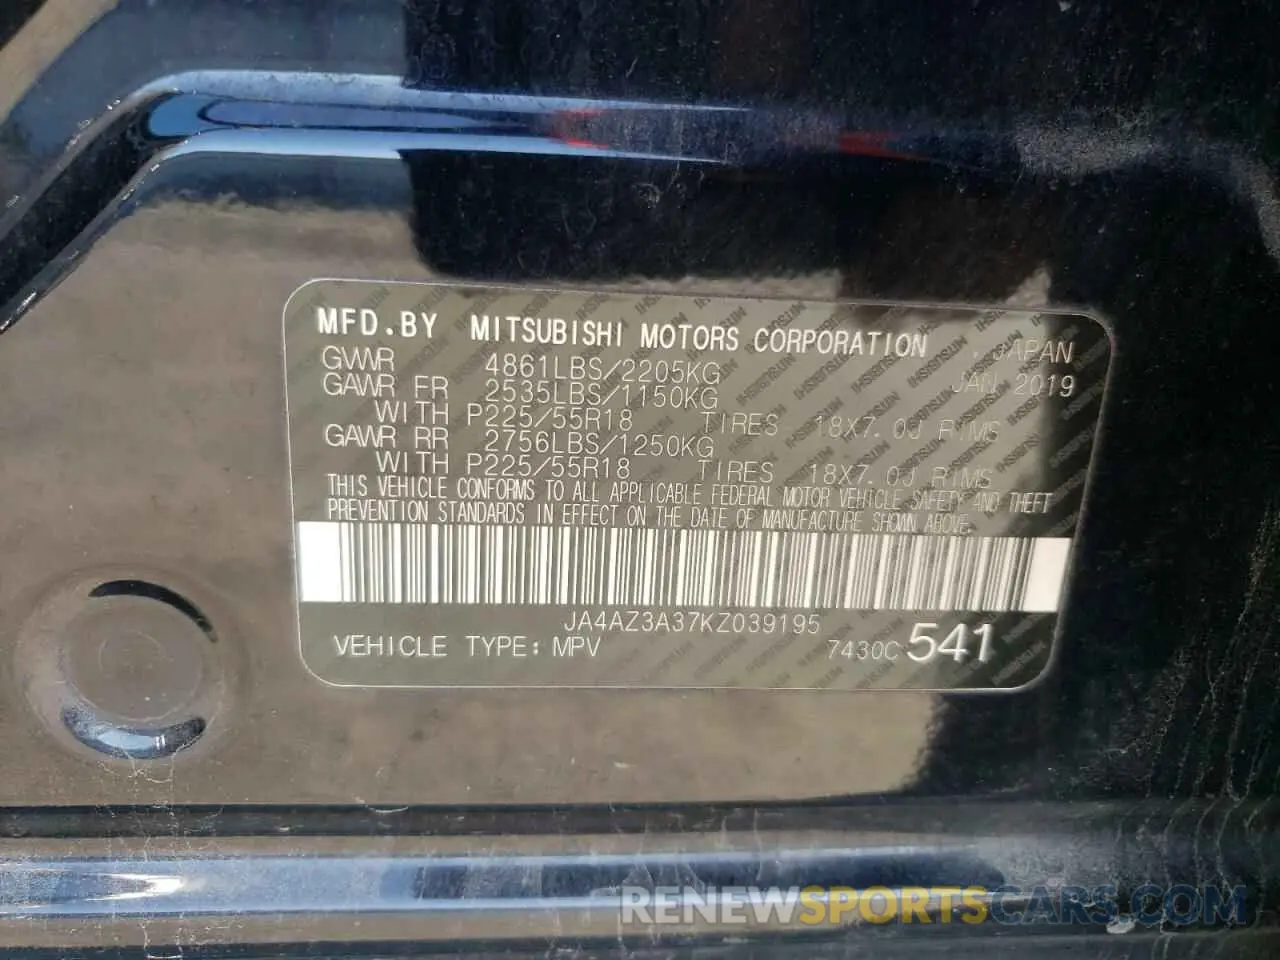 MFD.BY MITSUBISHI MOTORS CORPORATION , JAPAN
GVWR 4861LBS/2205KG JAN 2019
GAWR FR 2535LBS/1150KG
WITH P225/55R18 TIRES 18X7.0J RIMS
GAWR RR 2756LBS/1250KG
WITH P225/55R18 TIRES 18X7.0J RIMS
THIS VEHICLE CONFORMS TO ALL APPLICABLE FEDERAL MOTOR VEHICLE SAFETY AND THEFT
PREVENTION STANDARDS IN EFFECT ON THE DATE OF MANUFACTURE SHOWN ABOVE.
JA4AZ3A37KZ039195
VEHICLE TYPE: MPV 7430C 541
RENEWSPORTSCARS.COM